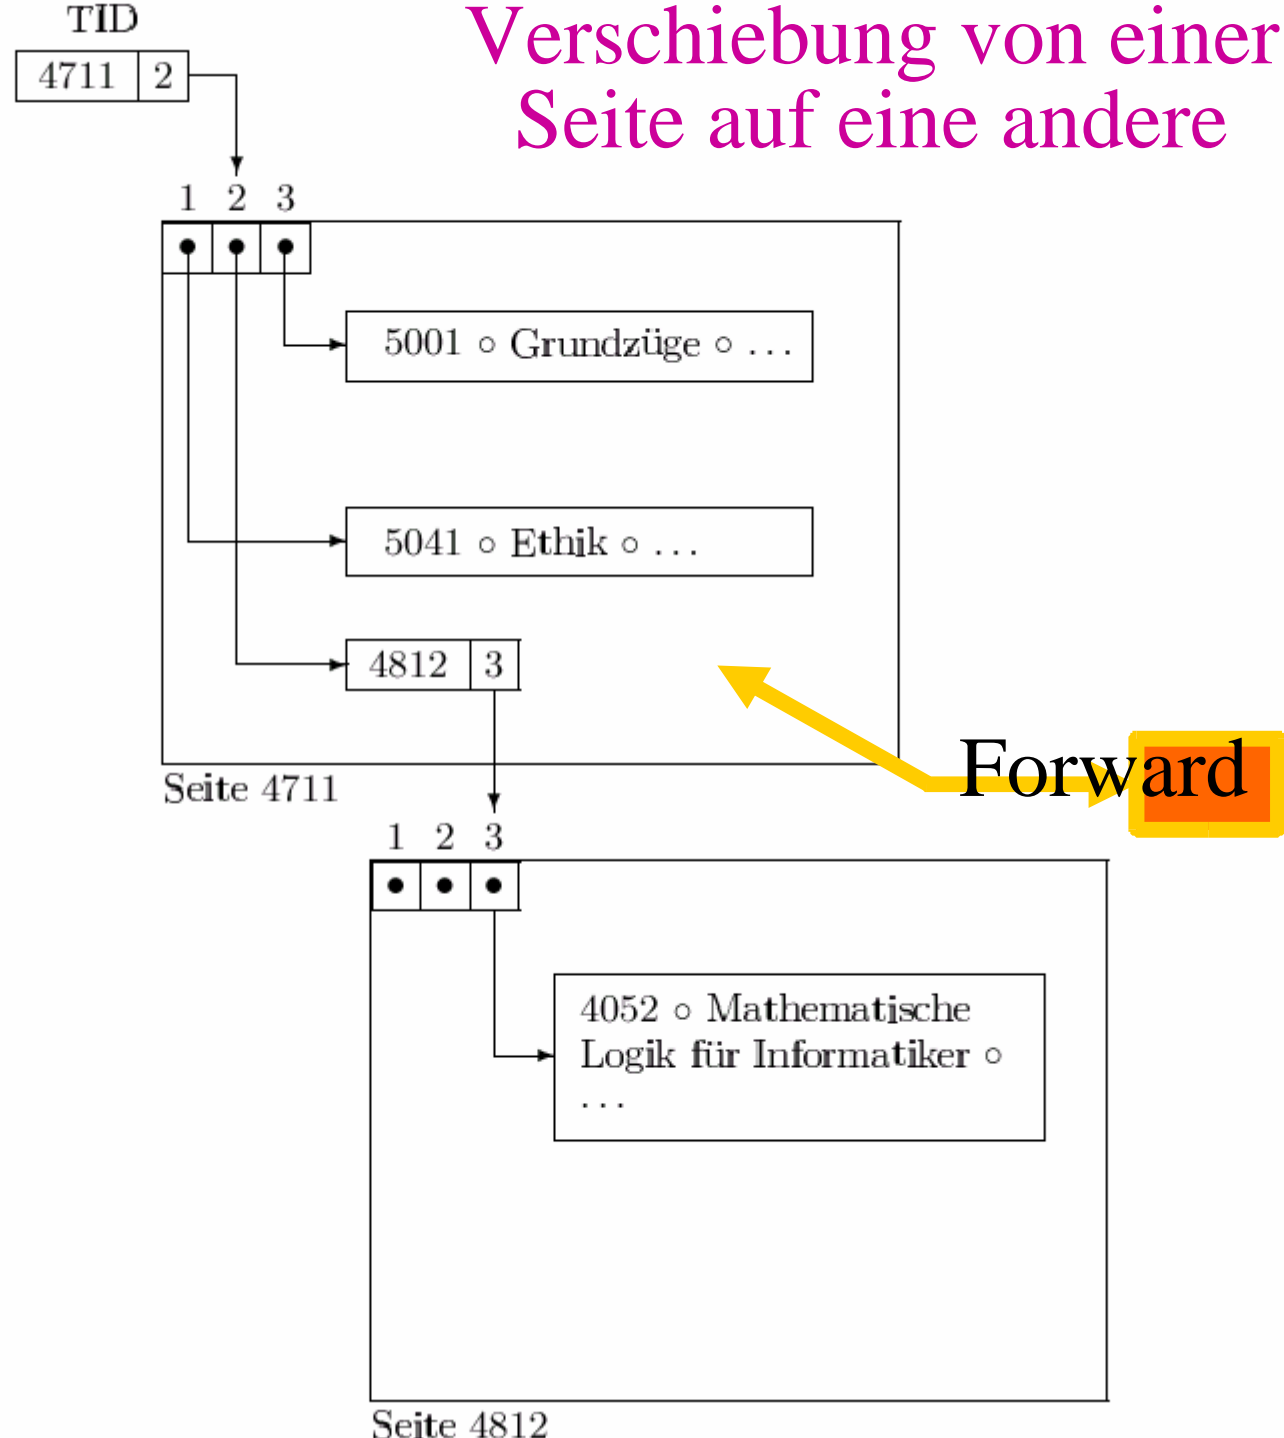 TID
Verschiebung von einer
Seite auf eine andere
4711 2
1 2 3
5001 ∘ Grundzüge ∘ ...
5041 ∘ Ethik ∘ ...
4812 3
Forward
Seite 4711
1 2 3
4052 ∘ Mathematische
Logik für Informatiker ∘
...
Seite 4812